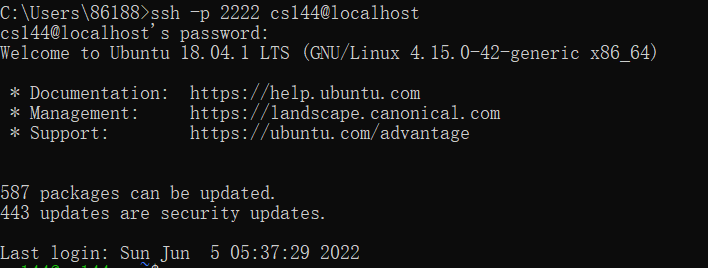 C:\Users\86188>ssh -p 2222 cs144@localhost
cs144@localhost's password:
Welcome to Ubuntu 18.04.1 LTS (GNU/Linux 4.15.0-42-generic x86_64)
* Documentation:  https://help.ubuntu.com
* Management:     https://landscape.canonical.com
* Support:        https://ubuntu.com/advantage
587 packages can be updated.
443 updates are security updates.
Last login: Sun Jun  5 05:37:29 2022